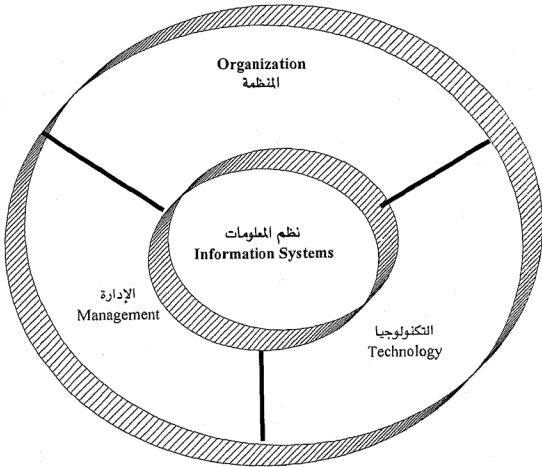 Organization
المنظمة
نظم المعلومات
Information Systems
الإدارة
Management
التكنولوجيا
Technology